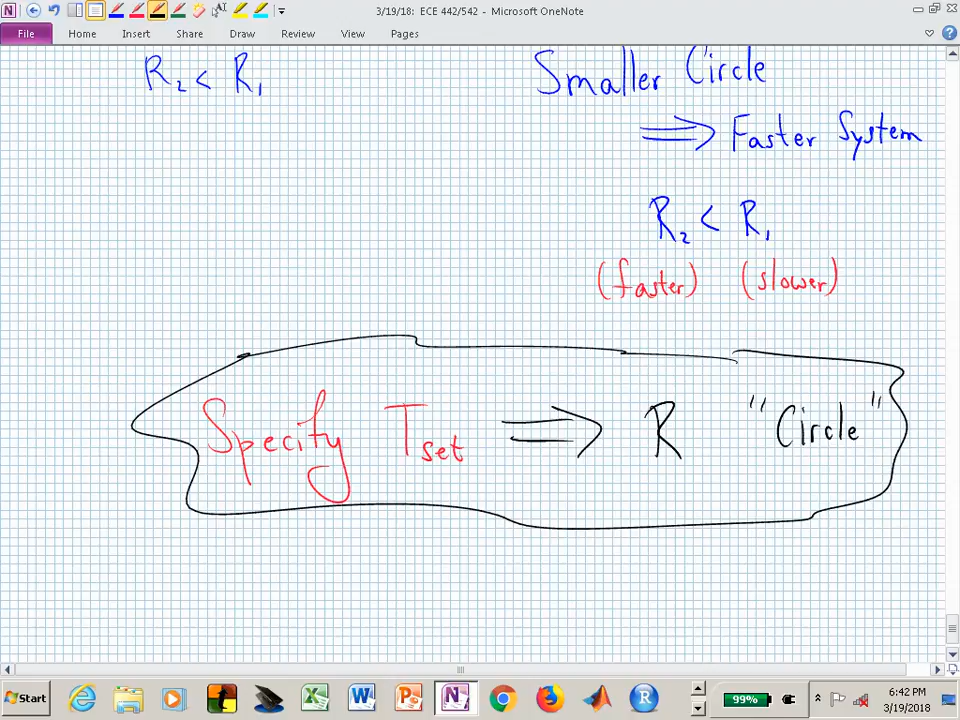 3/19/18: ECE 442/542 - Microsoft OneNote
File Home Insert Share Draw Review View Pages
R2 < R1
Smaller Circle
⇒ Faster System
R2 < R1
(faster) (slower)
Specify Tset ⇒ R "Circle"
Start
99%
6:42 PM
3/19/2018